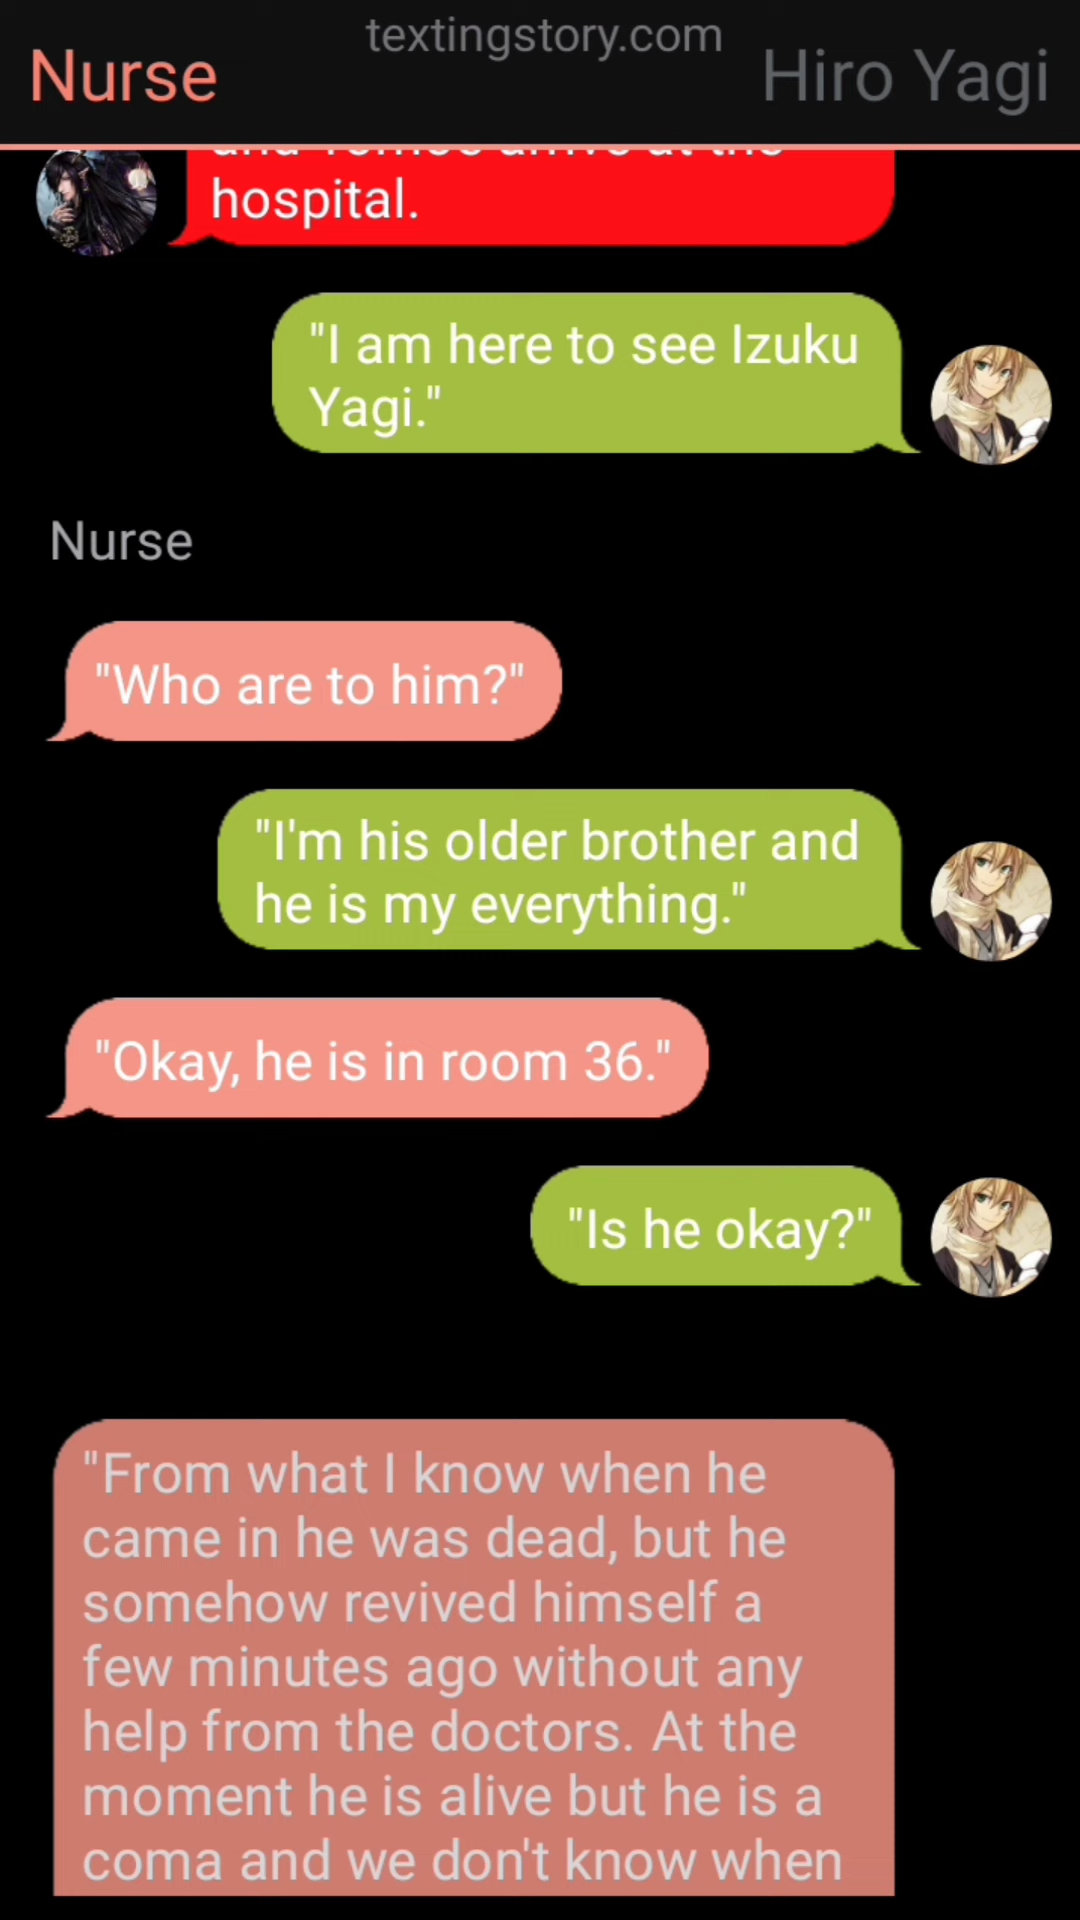 textingstory.com
Nurse
Hiro Yagi
hospital.
"I am here to see Izuku
Yagi."
Nurse
"Who are to him?"
"I'm his older brother and
he is my everything."
"Okay, he is in room 36."
"Is he okay?"
"From what I know when he
came in he was dead, but he
somehow revived himself a
few minutes ago without any
help from the doctors. At the
moment he is alive but he is a
coma and we don't know when